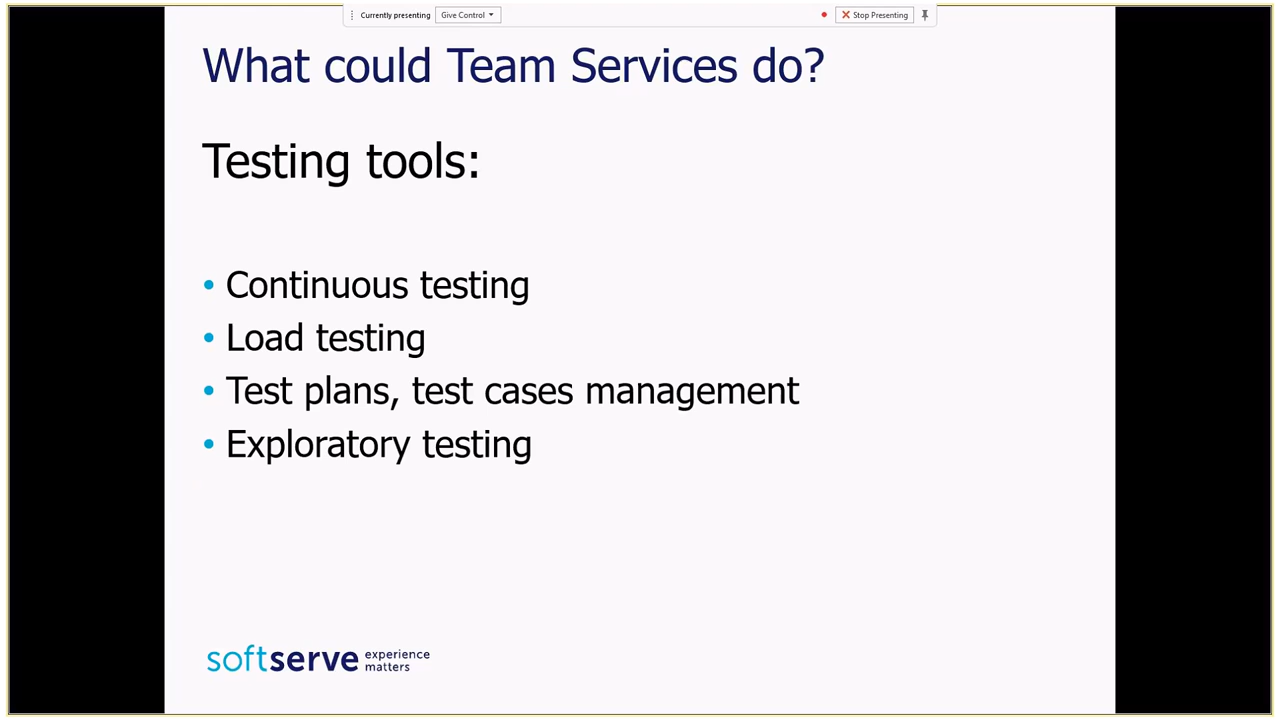 Currently presenting Give Control Stop Presenting
What could Team Services do?
Testing tools:
• Continuous testing
• Load testing
• Test plans, test cases management
• Exploratory testing
softserve experience
matters